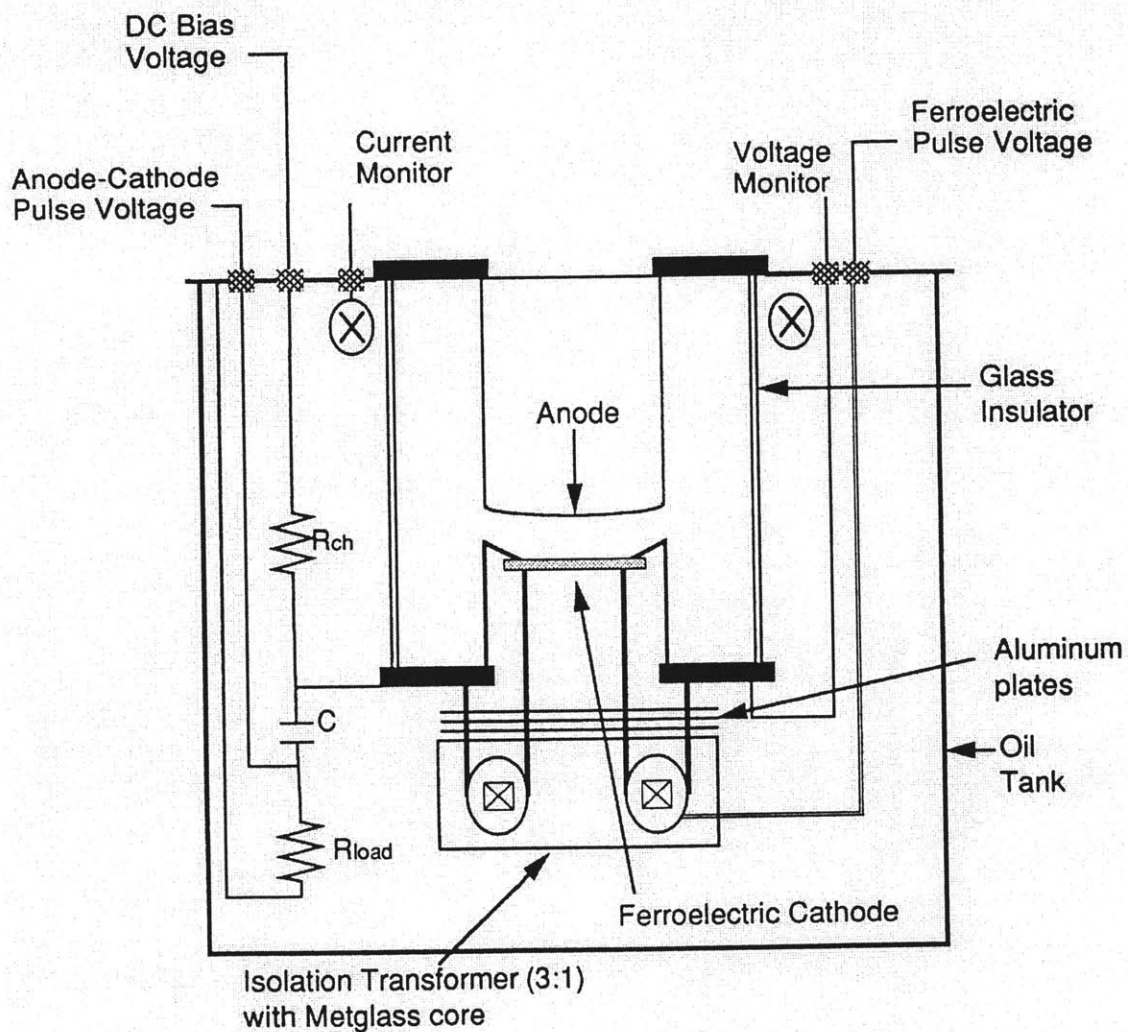 DC Bias
Voltage
Ferroelectric
Pulse Voltage
Current
Monitor
Voltage
Monitor
Anode-Cathode
Pulse Voltage
Glass
Insulator
Anode
Rch
Aluminum
plates
C
Oil
Tank
Rload
Ferroelectric Cathode
Isolation Transformer (3:1)
with Metglass core